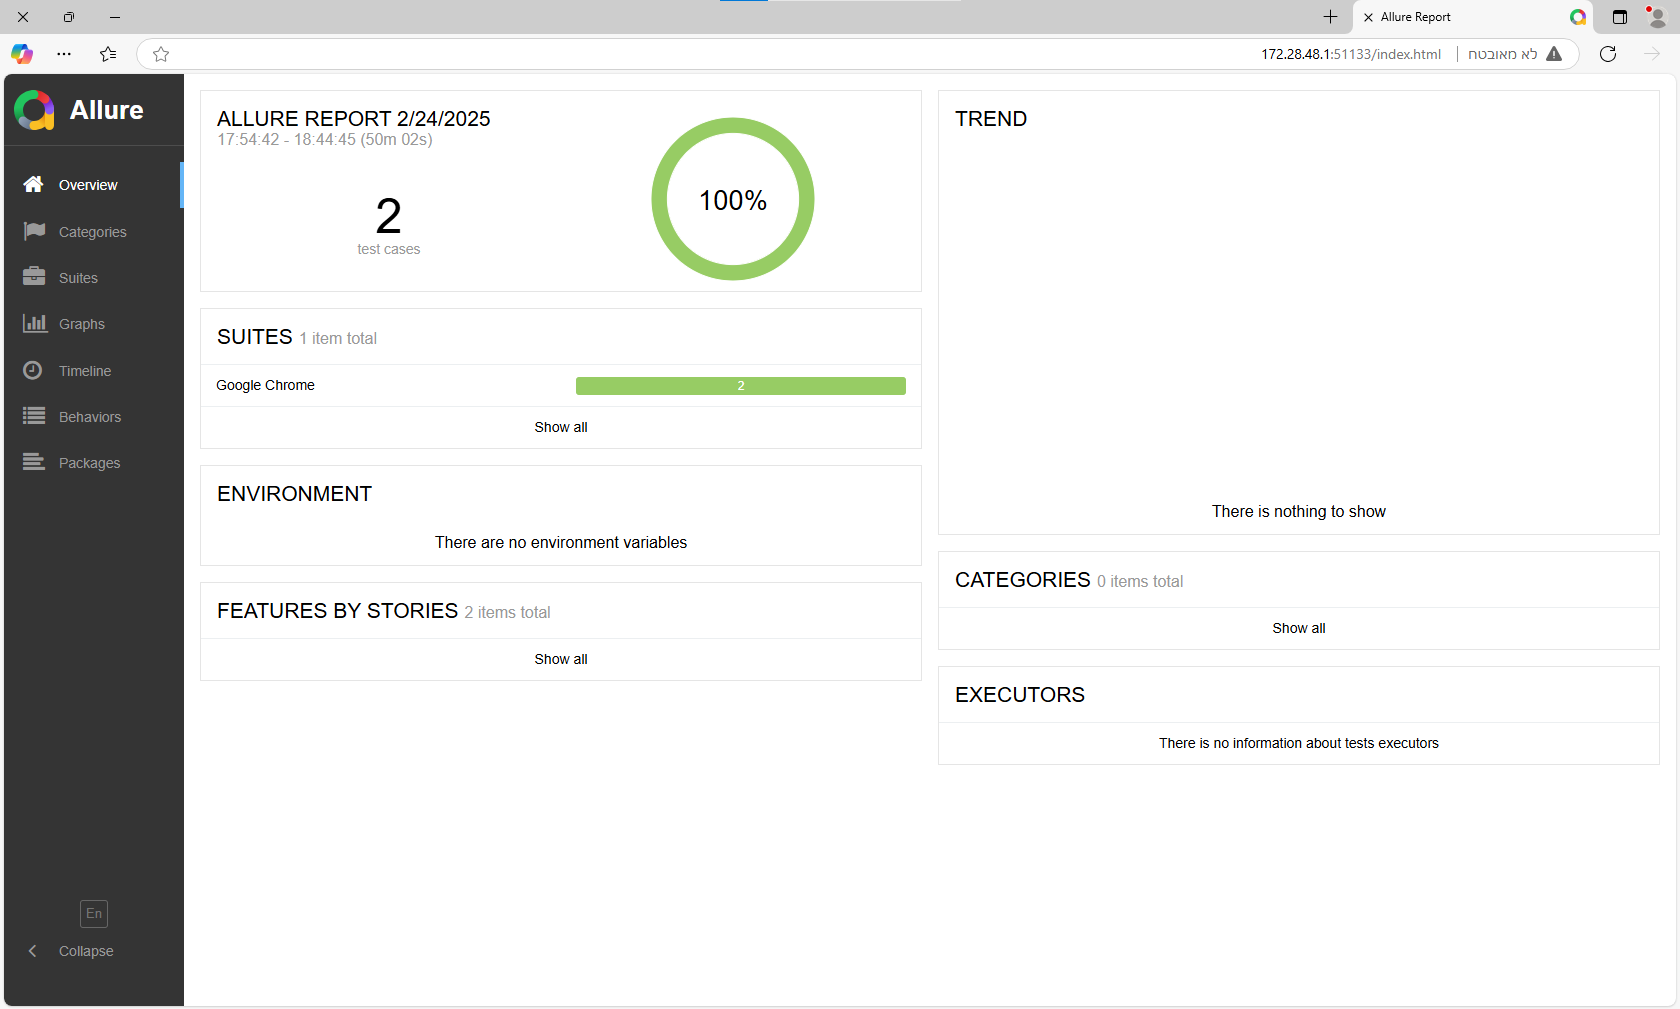 Allure Report
172.28.48.1:51133/index.html
לא מאובטח
Allure
Overview
Categories
Suites
Graphs
Timeline
Behaviors
Packages
En
Collapse
ALLURE REPORT 2/24/2025
17:54:42 - 18:44:45 (50m 02s)
2
test cases
100%
SUITES 1 item total
Google Chrome 2
Show all
ENVIRONMENT
There are no environment variables
FEATURES BY STORIES 2 items total
Show all
TREND
There is nothing to show
CATEGORIES 0 items total
Show all
EXECUTORS
There is no information about tests executors